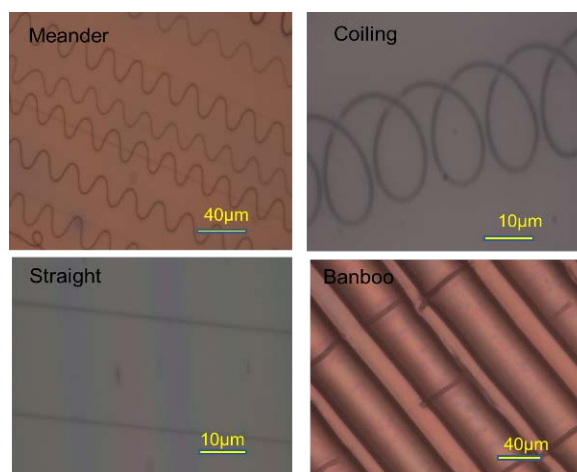 Meander
40μm
Coiling
10μm
Straight
10μm
Banboo
40μm